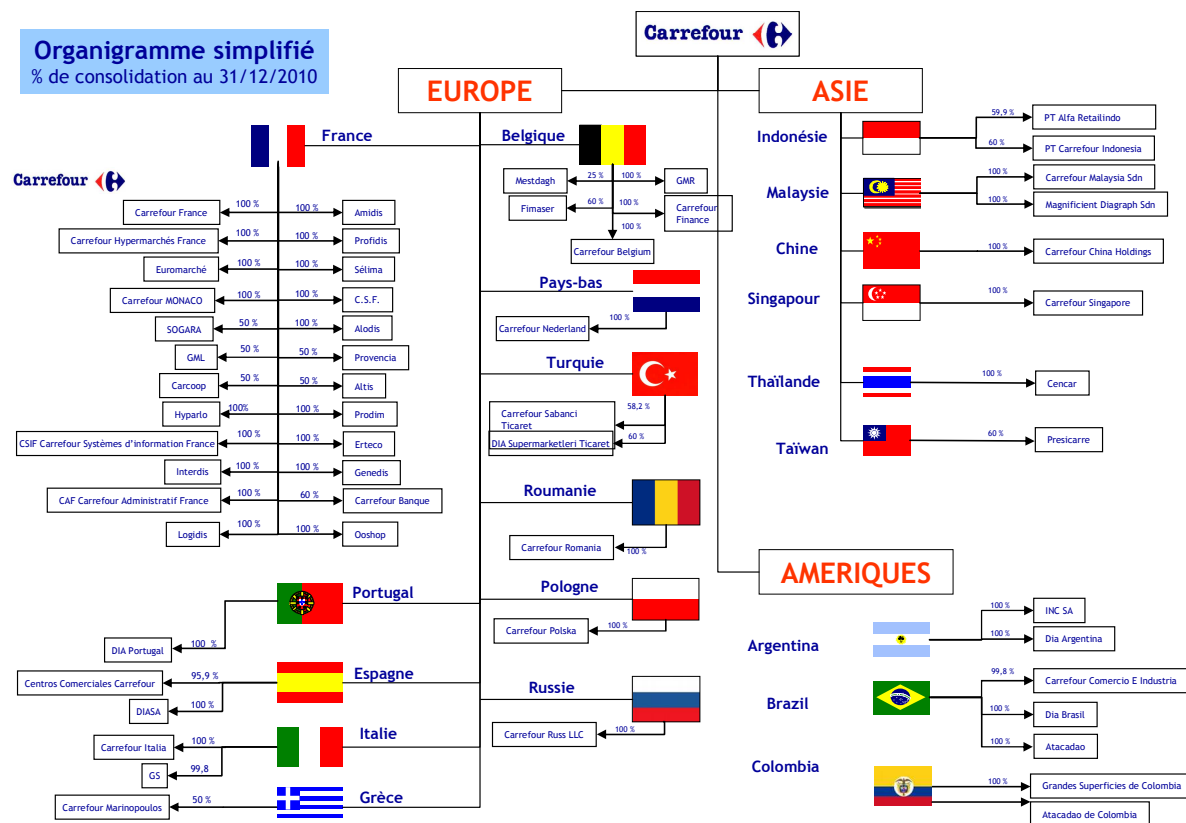 Carrefour
Organigramme simplifié
% de consolidation au 31/12/2010
EUROPE
ASIE
AMERIQUES
Carrefour
France
100 %
Carrefour France
100 %
Amidis
100 %
Carrefour Hypermarchés France
100 %
Profidis
100 %
Euromarché
100 %
Sélima
100 %
Carrefour MONACO
100 %
C.S.F.
50 %
SOGARA
100 %
Alodis
50 %
GML
50 %
Provencia
50 %
Carcoop
50 %
Altis
100%
Hyparlo
100 %
Prodim
100 %
CSIF Carrefour Systèmes d'information France
100 %
Erteco
100 %
Interdis
100 %
Genedis
100 %
CAF Carrefour Administratif France
60 %
Carrefour Banque
100 %
Logidis
100 %
Ooshop
Portugal
100 %
DIA Portugal
Espagne
95,9 %
Centros Comerciales Carrefour
100 %
DIASA
Italie
100 %
Carrefour Italia
99,8
GS
Grèce
50 %
Carrefour Marinopoulos
Belgique
25 %
Mestdagh
100 %
GMR
60 %
Fimaser
100 %
Carrefour
Finance
100 %
Carrefour Belgium
Pays-bas
100 %
Carrefour Nederland
Turquie
58,2 %
Carrefour Sabanci
Ticaret
60 %
DIA Supermarketleri Ticaret
Roumanie
100 %
Carrefour Romania
Pologne
100 %
Carrefour Polska
Russie
100 %
Carrefour Russ LLC
Indonésie
59,9 %
PT Alfa Retailindo
60 %
PT Carrefour Indonesia
Malaysie
100 %
Carrefour Malaysia Sdn
100 %
Magnificient Diagraph Sdn
Chine
100 %
Carrefour China Holdings
Singapour
100 %
Carrefour Singapore
Thaïlande
100 %
Cencar
Taïwan
60 %
Presicarre
Argentina
100 %
INC SA
100 %
Dia Argentina
Brazil
99,8 %
Carrefour Comercio E Industria
100 %
Dia Brasil
100 %
Atacadao
Colombia
100 %
Grandes Superficies de Colombia
100 %
Atacadao de Colombia